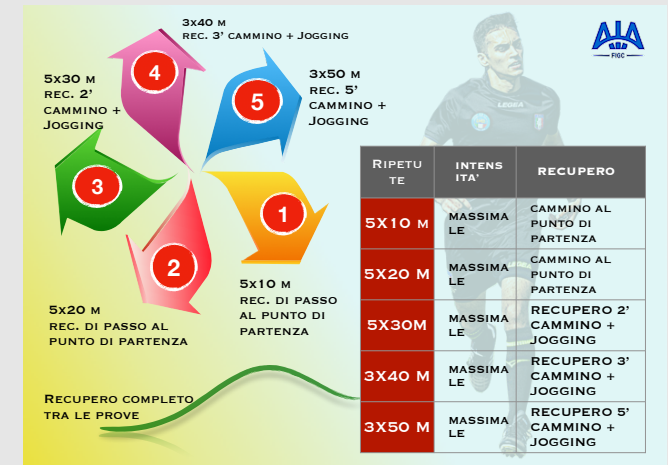 3x40 m
rec. 3' cammino + Jogging
4
5x30 m
rec. 2'
cammino +
Jogging
5
3x50 m
rec. 5'
cammino +
Jogging
3
1
2
5x10 m
rec. di passo
al punto di
partenza
5x20 m
rec. di passo al
punto di partenza
Recupero completo
tra le prove
AIA
FIGC
LEGEA
Ripetu
te
intens
ita'
recupero
5x10 m
massima
le
cammino al
punto di
partenza
5x20 m
massima
le
cammino al
punto di
partenza
5x30m
massima
le
recupero 2'
cammino +
jogging
3x40 m
massima
le
recupero 3'
cammino +
jogging
3x50 m
massima
le
recupero 5'
cammino +
jogging